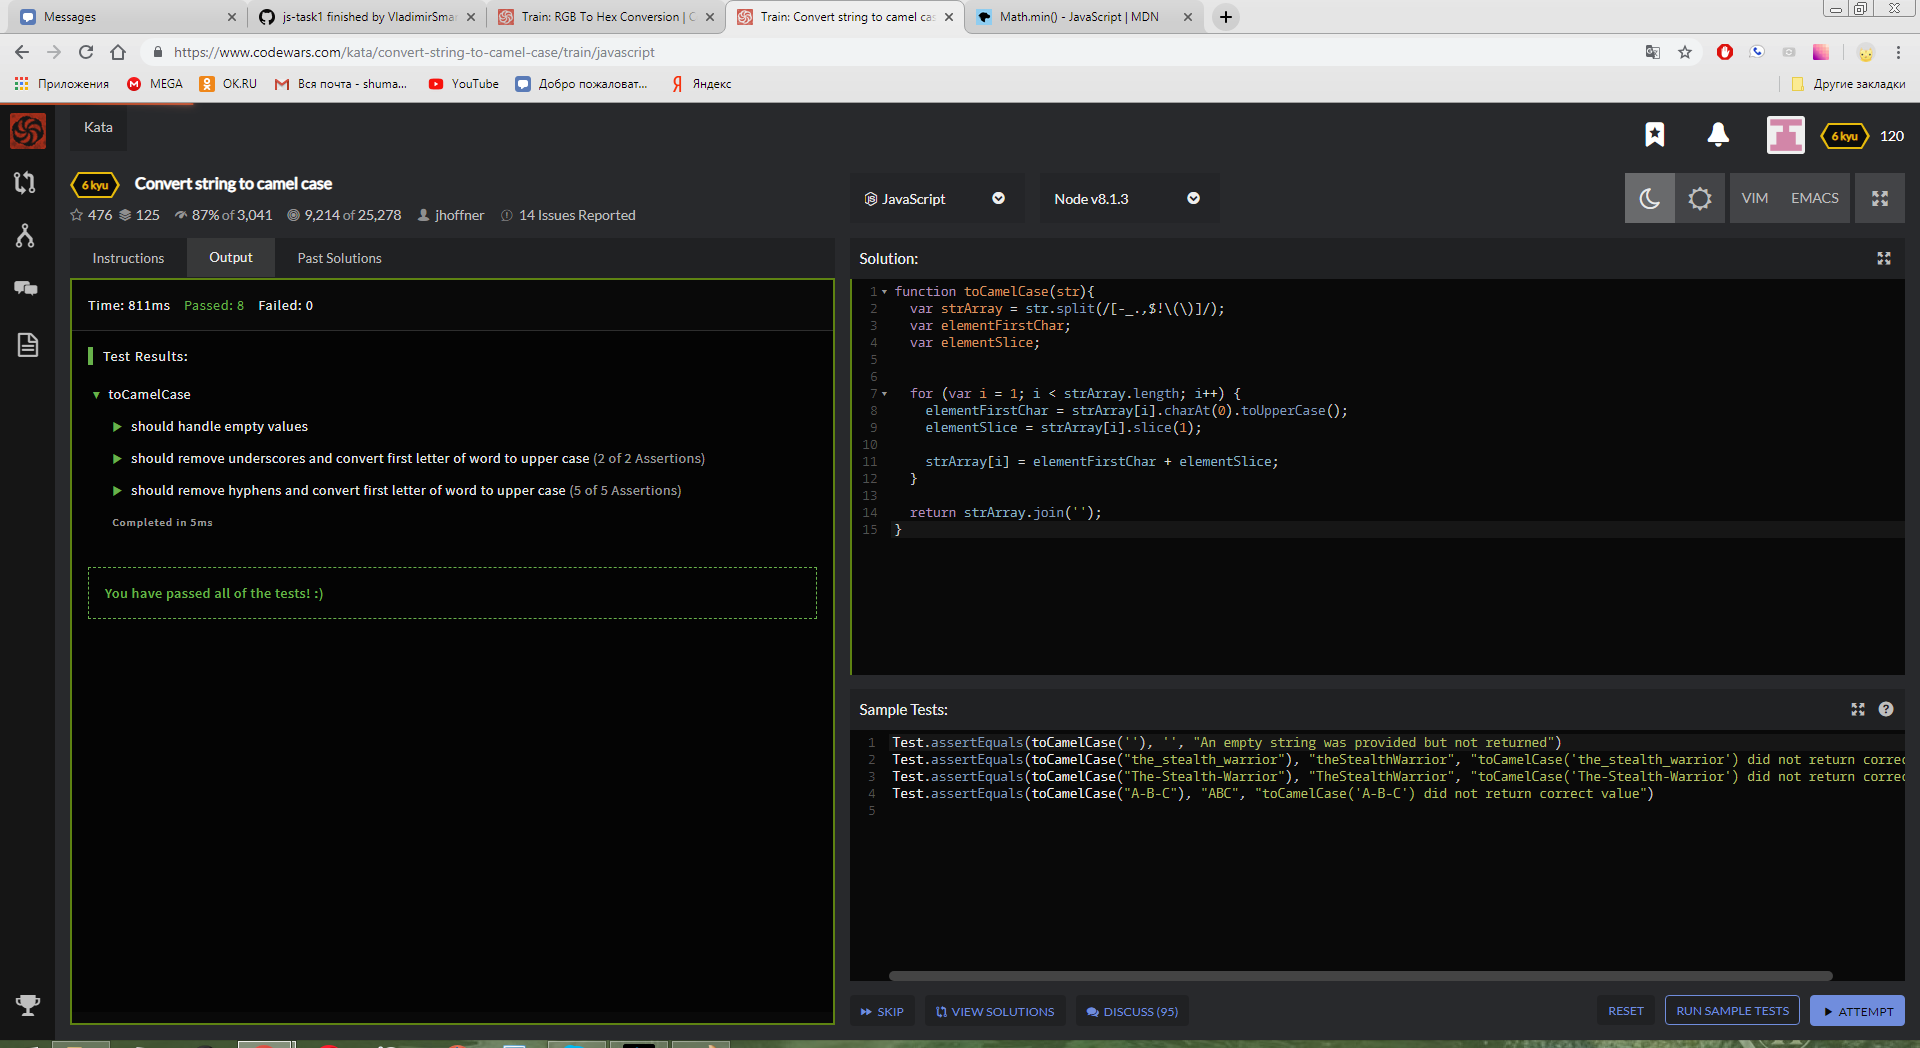 Messages
js-task1 finished by VladimirSmar
Train: RGB To Hex Conversion | C
Train: Convert string to camel cas
Math.min() - JavaScript | MDN
https://www.codewars.com/kata/convert-string-to-camel-case/train/javascript
Приложения
MEGA
OK.RU
Вся почта - shuma...
YouTube
Добро пожаловат...
Яндекс
Другие закладки
Kata
6 kyu
120
6 kyu
Convert string to camel case
476 125 87% of 3,041 9,214 of 25,278 jhoffner 14 Issues Reported
JavaScript
Node v8.1.3
VIM
EMACS
Instructions
Output
Past Solutions
Time: 811ms Passed: 8 Failed: 0
Test Results:
toCamelCase
should handle empty values
should remove underscores and convert first letter of word to upper case (2 of 2 Assertions)
should remove hyphens and convert first letter of word to upper case (5 of 5 Assertions)
Completed in 5ms
You have passed all of the tests! :)
Solution:
1 function toCamelCase(str){
2 var strArray = str.split(/[-_.,$!\(\)]/);
3 var elementFirstChar;
4 var elementSlice;
5
6
7 for (var i = 1; i < strArray.length; i++) {
8 elementFirstChar = strArray[i].charAt(0).toUpperCase();
9 elementSlice = strArray[i].slice(1);
10
11 strArray[i] = elementFirstChar + elementSlice;
12 }
13
14 return strArray.join('');
15 }
Sample Tests:
1 Test.assertEquals(toCamelCase(''), '', "An empty string was provided but not returned")
2 Test.assertEquals(toCamelCase("the_stealth_warrior"), "theStealthWarrior", "toCamelCase('the_stealth_warrior') did not return correc
3 Test.assertEquals(toCamelCase("The-Stealth-Warrior"), "TheStealthWarrior", "toCamelCase('The-Stealth-Warrior') did not return correc
4 Test.assertEquals(toCamelCase("A-B-C"), "ABC", "toCamelCase('A-B-C') did not return correct value")
5
SKIP
VIEW SOLUTIONS
DISCUSS (95)
RESET
RUN SAMPLE TESTS
ATTEMPT